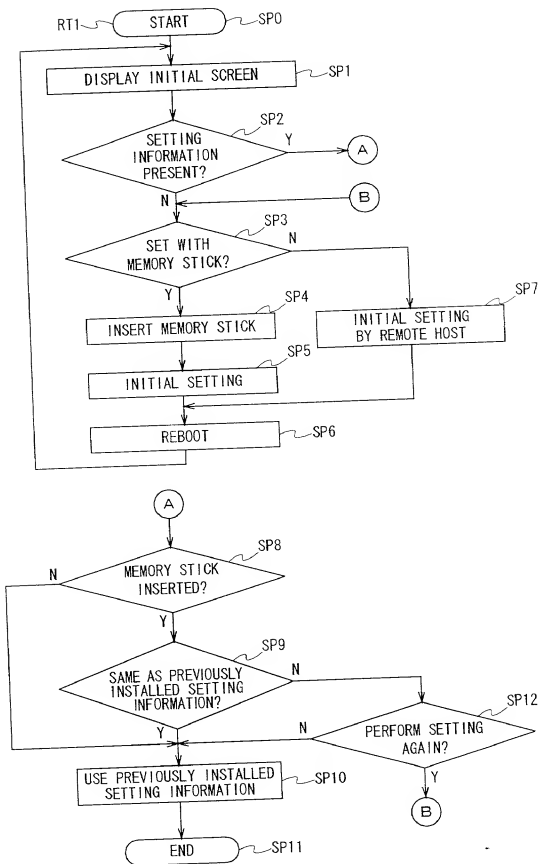 RT1
START
SP0
DISPLAY INITIAL SCREEN
SP1
SP2
SETTING
INFORMATION
PRESENT?
Y
A
N
B
SP3
SET WITH
MEMORY STICK?
N
Y
SP4
INSERT MEMORY STICK
SP7
INITIAL SETTING
BY REMOTE HOST
SP5
INITIAL SETTING
REBOOT
SP6
A
SP8
N
MEMORY STICK
INSERTED?
Y
SP9
SAME AS PREVIOUSLY
INSTALLED SETTING
INFORMATION?
N
SP12
Y
N
PERFORM SETTING
AGAIN?
USE PREVIOUSLY INSTALLED
SETTING INFORMATION
SP10
Y
B
END
SP11